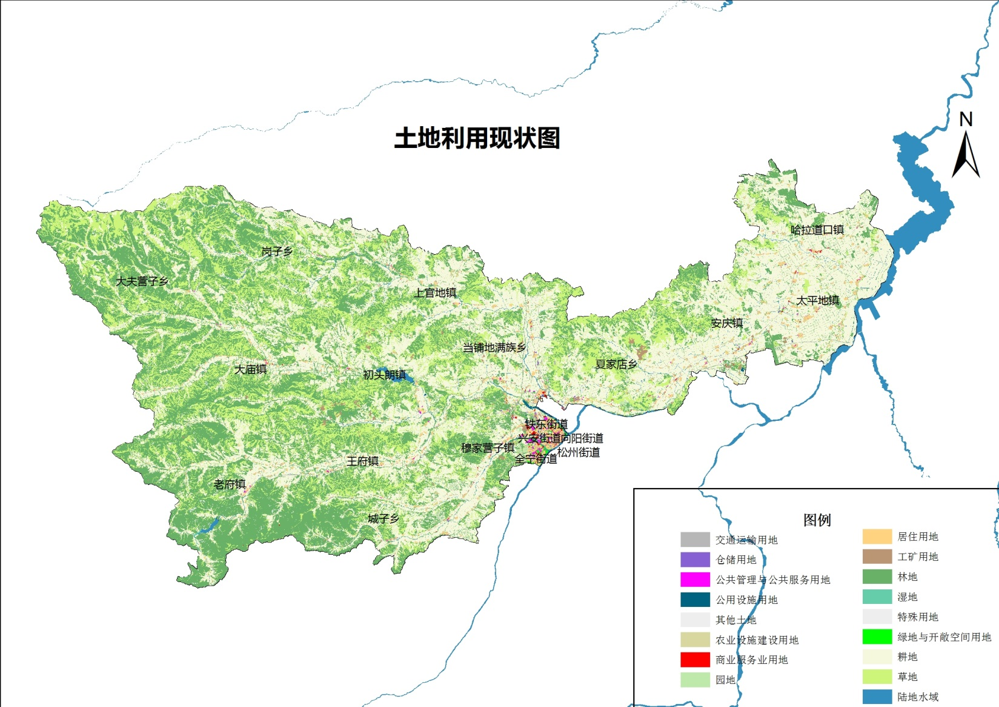 N
土地利用现状图
哈拉道口镇
岗子乡
大夫营子乡
上官地镇
太平地镇
安庆镇
当铺地满族乡
夏家店乡
大庙镇
初头朗镇
铁东街道
兴安街道向阳街道
穆家营子镇
松州街道
全宁街道
王府镇
老府镇
城子乡
图例
交通运输用地
仓储用地
公共管理与公共服务用地
公用设施用地
其他土地
农业设施建设用地
商业服务业用地
园地
居住用地
工矿用地
林地
湿地
特殊用地
绿地与开敞空间用地
耕地
草地
陆地水域